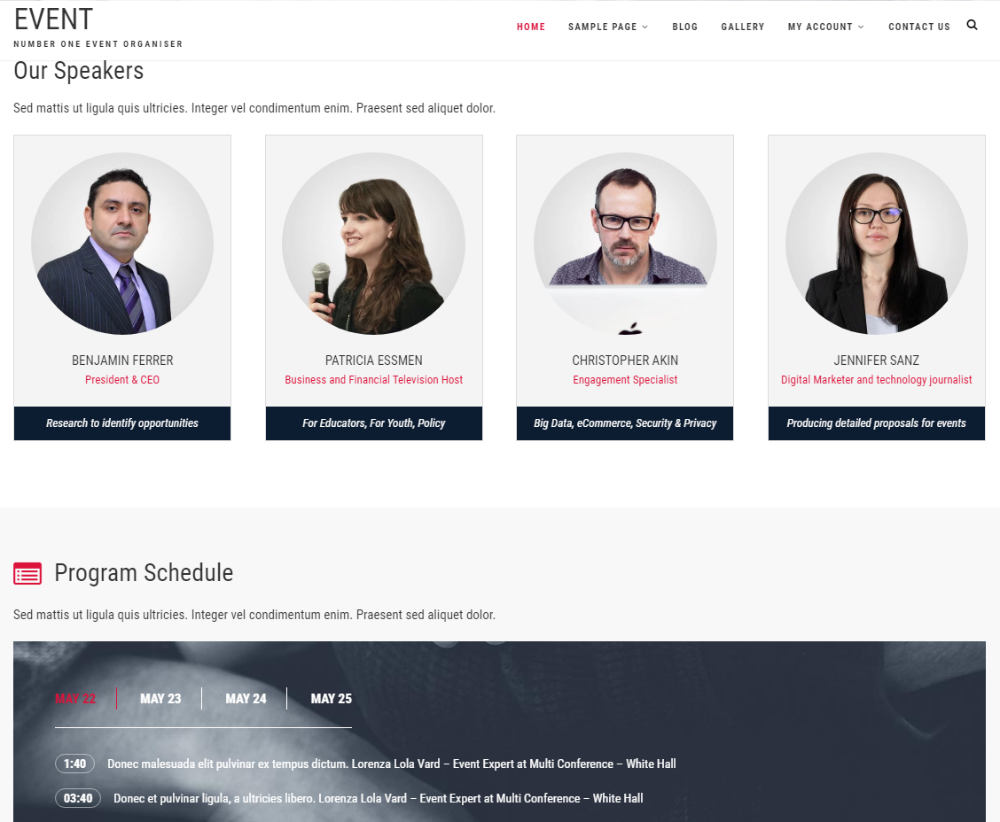 EVENT
NUMBER ONE EVENT ORGANISER
HOME SAMPLE PAGE BLOG GALLERY MY ACCOUNT CONTACT US
Our Speakers
Sed mattis ut ligula quis ultricies. Integer vel condimentum enim. Praesent sed aliquet dolor.
BENJAMIN FERRER
President & CEO
Research to identify opportunities
PATRICIA ESSMEN
Business and Financial Television Host
For Educators, For Youth, Policy
CHRISTOPHER AKIN
Engagement Specialist
Big Data, eCommerce, Security & Privacy
JENNIFER SANZ
Digital Marketer and technology journalist
Producing detailed proposals for events
Program Schedule
Sed mattis ut ligula quis ultricies. Integer vel condimentum enim. Praesent sed aliquet dolor.
MAY 22 MAY 23 MAY 24 MAY 25
1:40 Donec malesuada elit pulvinar ex tempus dictum. Lorenza Lola Vard – Event Expert at Multi Conference – White Hall
03:40 Donec et pulvinar ligula, a ultricies libero. Lorenza Lola Vard – Event Expert at Multi Conference – White Hall